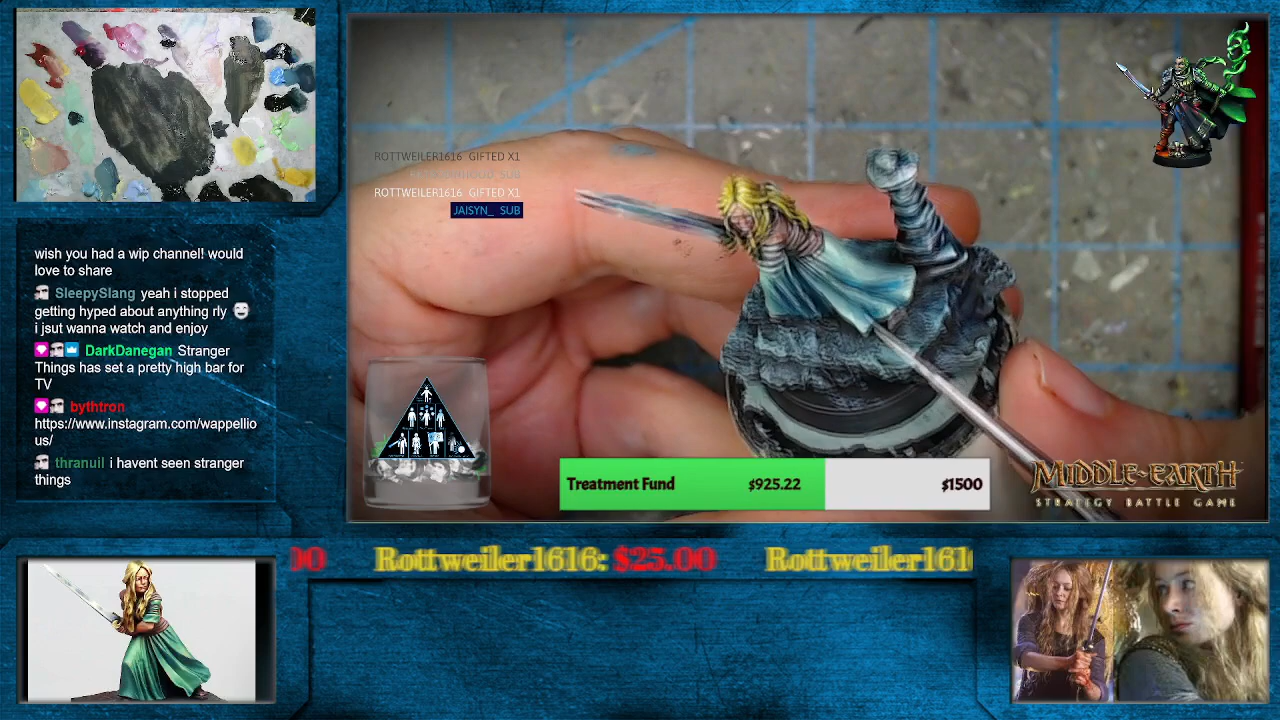 wish you had a wip channel! would
love to share
SleepySlang yeah i stopped
getting hyped about anything rly
i jsut wanna watch and enjoy
DarkDanegan Stranger
Things has set a pretty high bar for
TV
bythtron
https://www.instagram.com/wappellio
us/
thranuil i havent seen stranger
things
ROTTWEILER1616 GIFTED X1
SUB
ROTTWEILER1616 GIFTED X1
JAISYN_ SUB
Treatment Fund $925.22 $1500
MIDDLE-EARTH
STRATEGY BATTLE GAME
00 Rottweiler1616: $25.00 Rottweiler161